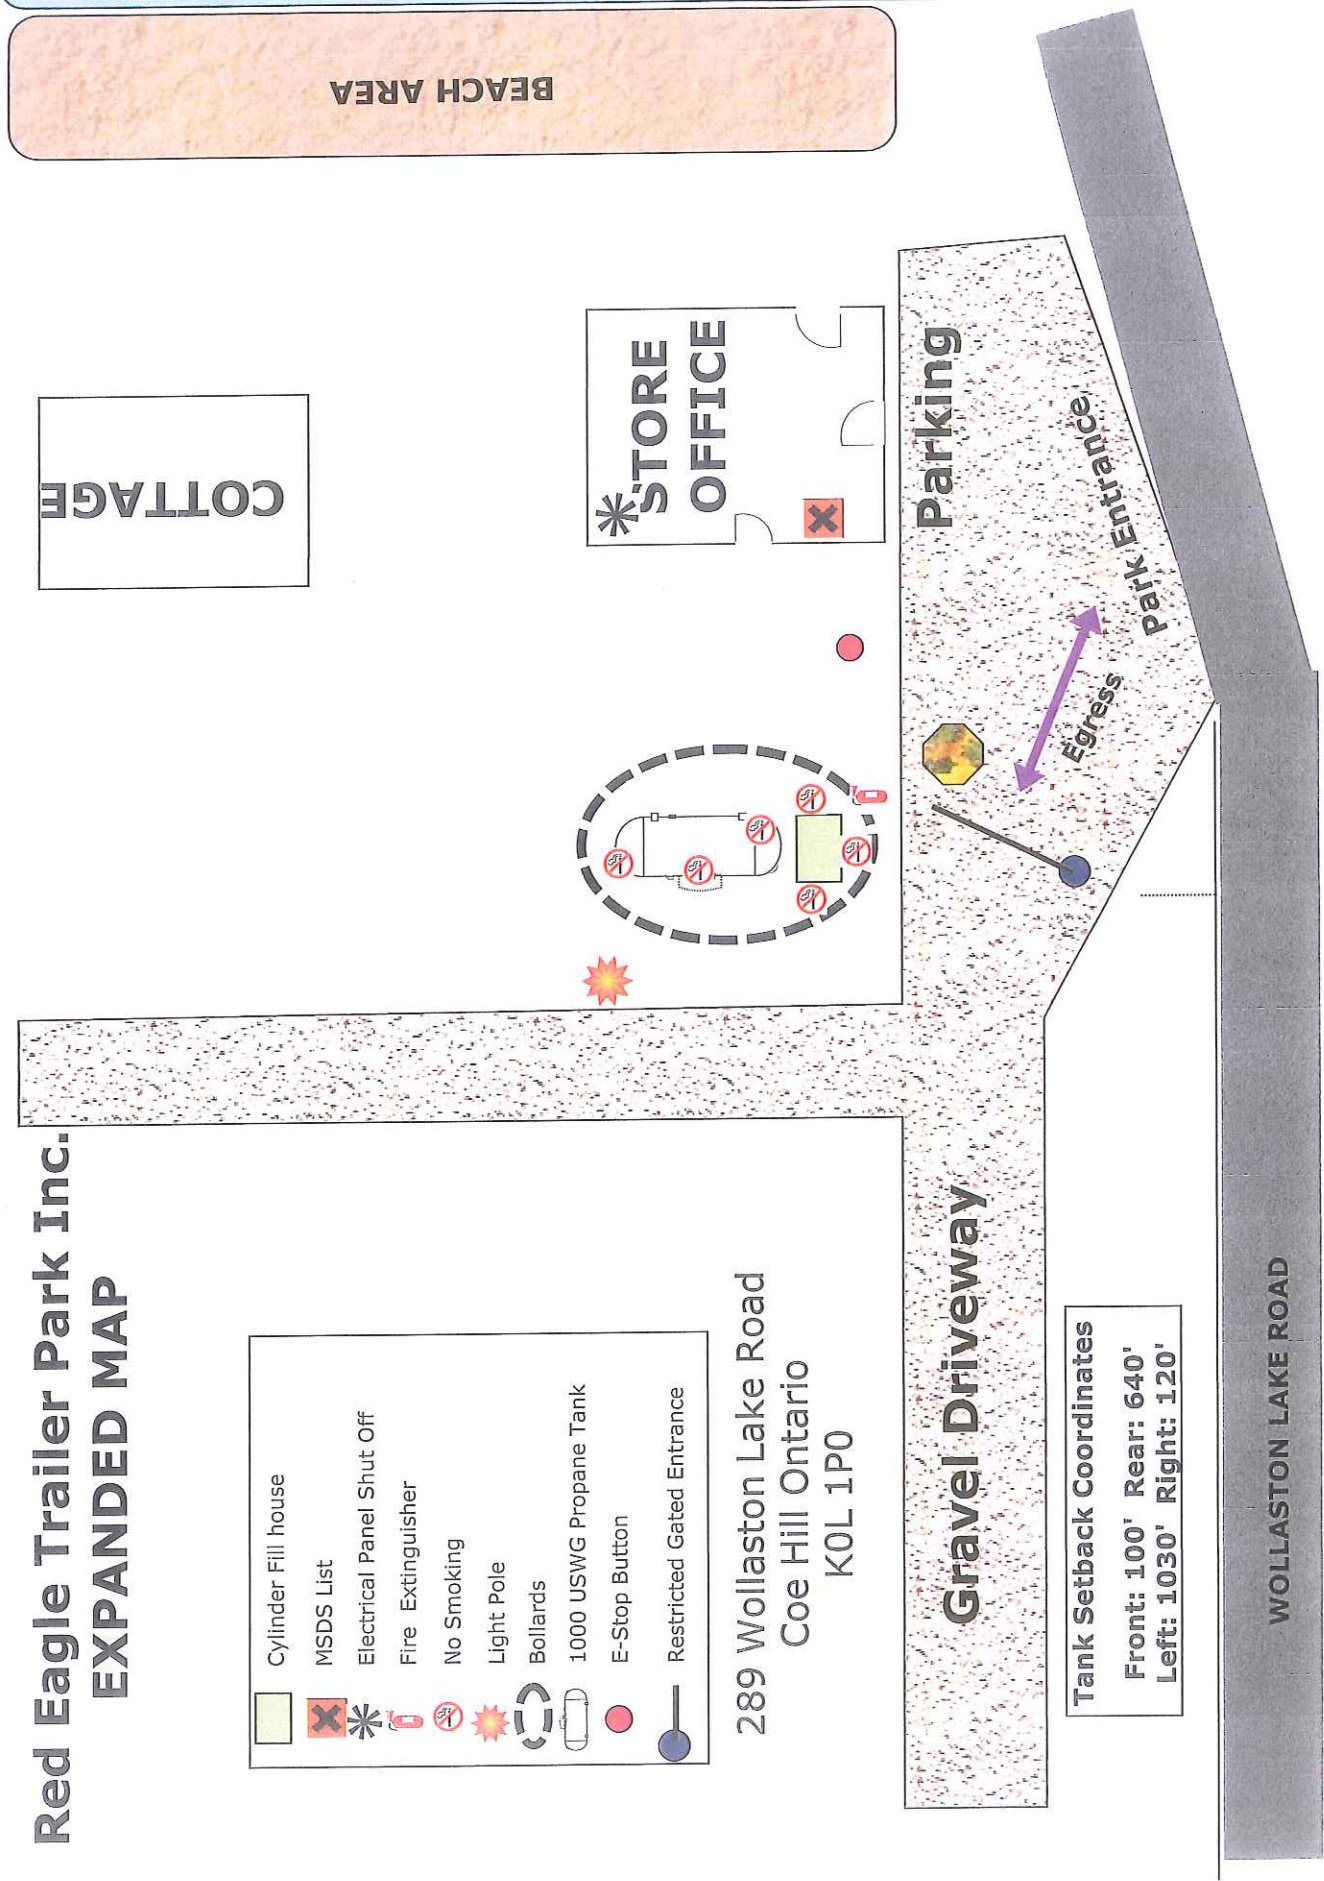 Red Eagle Trailer Park Inc.
EXPANDED MAP
Cylinder Fill house
MSDS List
Electrical Panel Shut Off
Fire Extinguisher
No Smoking
Light Pole
Bollards
1000 USWG Propane Tank
E-Stop Button
Restricted Gated Entrance
289 Wollaston Lake Road
Coe Hill Ontario
K0L 1P0
COTTAGE
BEACH AREA
STORE
OFFICE
Parking
Park Entrance
Egress
Gravel Driveway
Tank Setback Coordinates
Front: 100' Rear: 640'
Left: 1030' Right: 120'
WOLLASTON LAKE ROAD